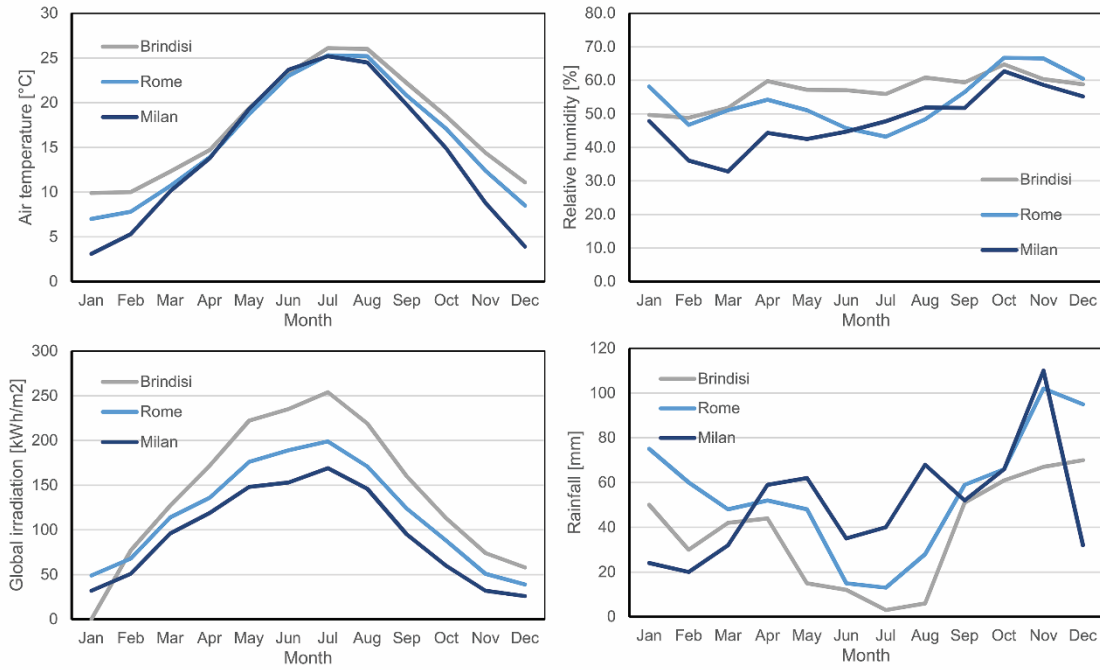 Air temperature [°C]
30
25
20
15
10
5
0
Brindisi
Rome
Milan
Jan Feb Mar Apr May Jun Jul Aug Sep Oct Nov Dec
Month
Relative humidity [%]
80.0
70.0
60.0
50.0
40.0
30.0
20.0
10.0
0.0
Brindisi
Rome
Milan
Jan Feb Mar Apr May Jun Jul Aug Sep Oct Nov Dec
Month
Global irradiation [kWh/m2]
300
250
200
150
100
50
0
Brindisi
Rome
Milan
Jan Feb Mar Apr May Jun Jul Aug Sep Oct Nov Dec
Month
Rainfall [mm]
120
100
80
60
40
20
0
Brindisi
Rome
Milan
Jan Feb Mar Apr May Jun Jul Aug Sep Oct Nov Dec
Month